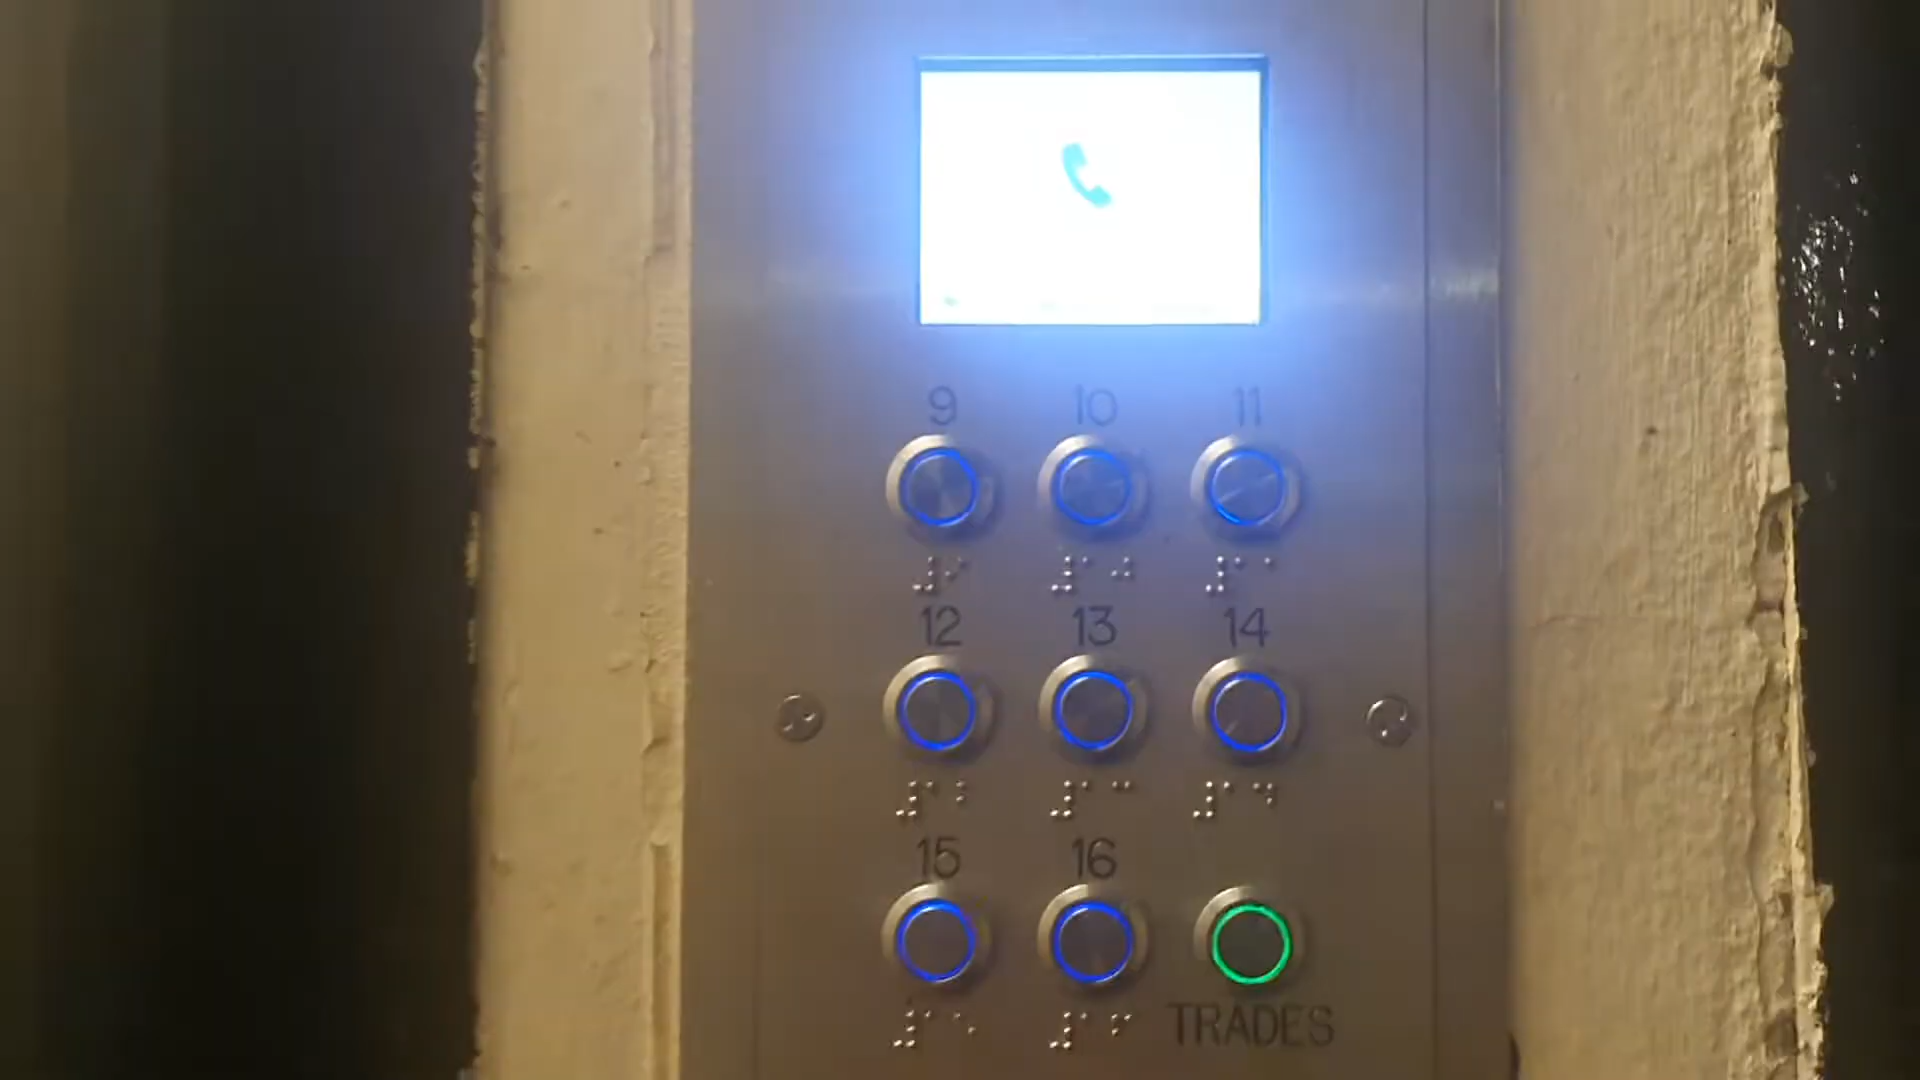 9 10 11
⠼⠊ ⠼⠁⠚ ⠼⠁⠁
12 13 14
⠼⠁⠃ ⠼⠁⠉ ⠼⠁⠙
15 16
⠼⠁⠑ ⠼⠁⠋
TRADES